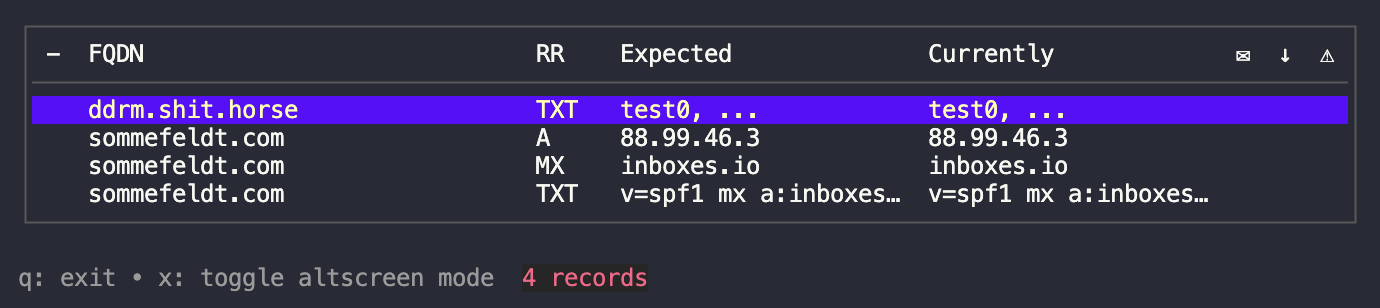 – FQDN RR Expected Currently ✉ ↓ ⚠
ddrm.shit.horse TXT test0, ... test0, ...
sommefeldt.com A 88.99.46.3 88.99.46.3
sommefeldt.com MX inboxes.io inboxes.io
sommefeldt.com TXT v=spf1 mx a:inboxes… v=spf1 mx a:inboxes…
q: exit • x: toggle altscreen mode 4 records